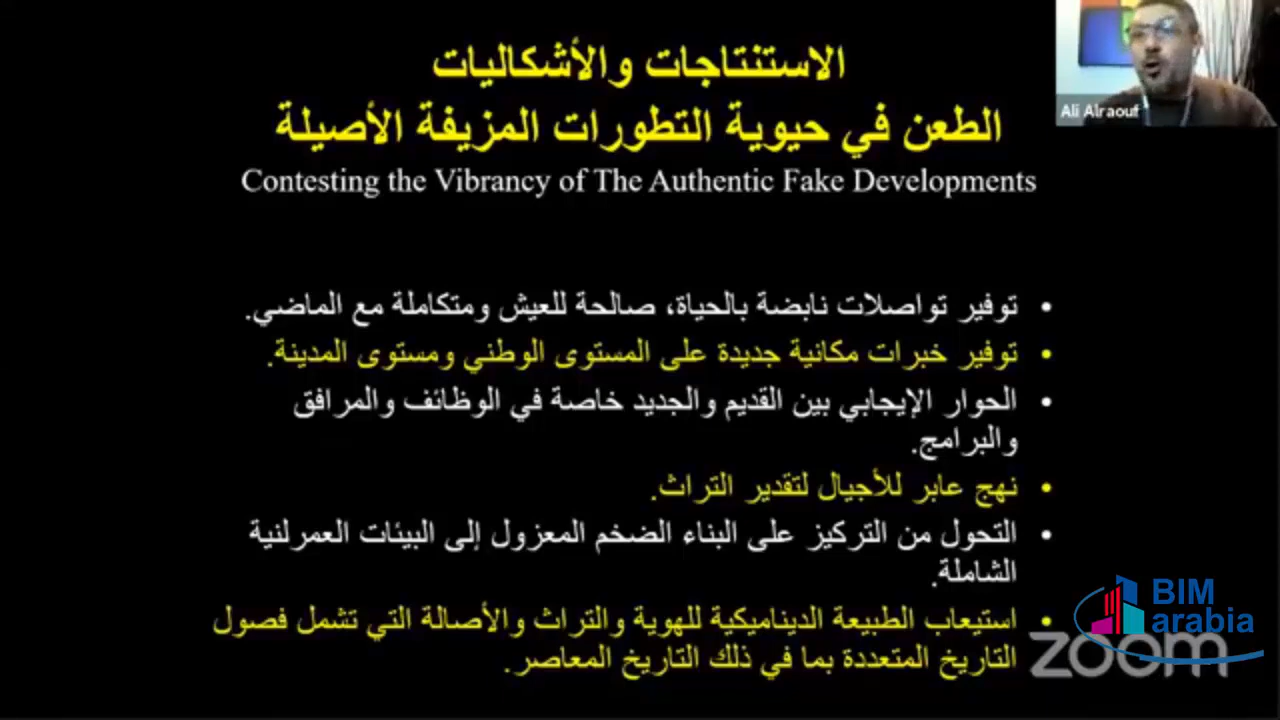 الاستنتاجات والأشكاليات
الطعن في حيوية التطورات المزيفة الأصيلة
Contesting the Vibrancy of The Authentic Fake Developments
• توفير تواصلات نابضة بالحياة، صالحة للعيش ومتكاملة مع الماضي.
• توفير خبرات مكانية جديدة على المستوى الوطني ومستوى المدينة.
• الحوار الإيجابي بين القديم والجديد خاصة في الوظائف والمرافق
والبرامج.
• نهج عابر للأجيال لتقدير التراث.
• التحول من التركيز على البناء الضخم المعزول إلى البيئات العمرلنية
الشاملة.
• استيعاب الطبيعة الديناميكية للهوية والتراث والأصالة التي تشمل فصول
التاريخ المتعددة بما في ذلك التاريخ المعاصر.
Ali Alraouf
BIM
arabia
zoom